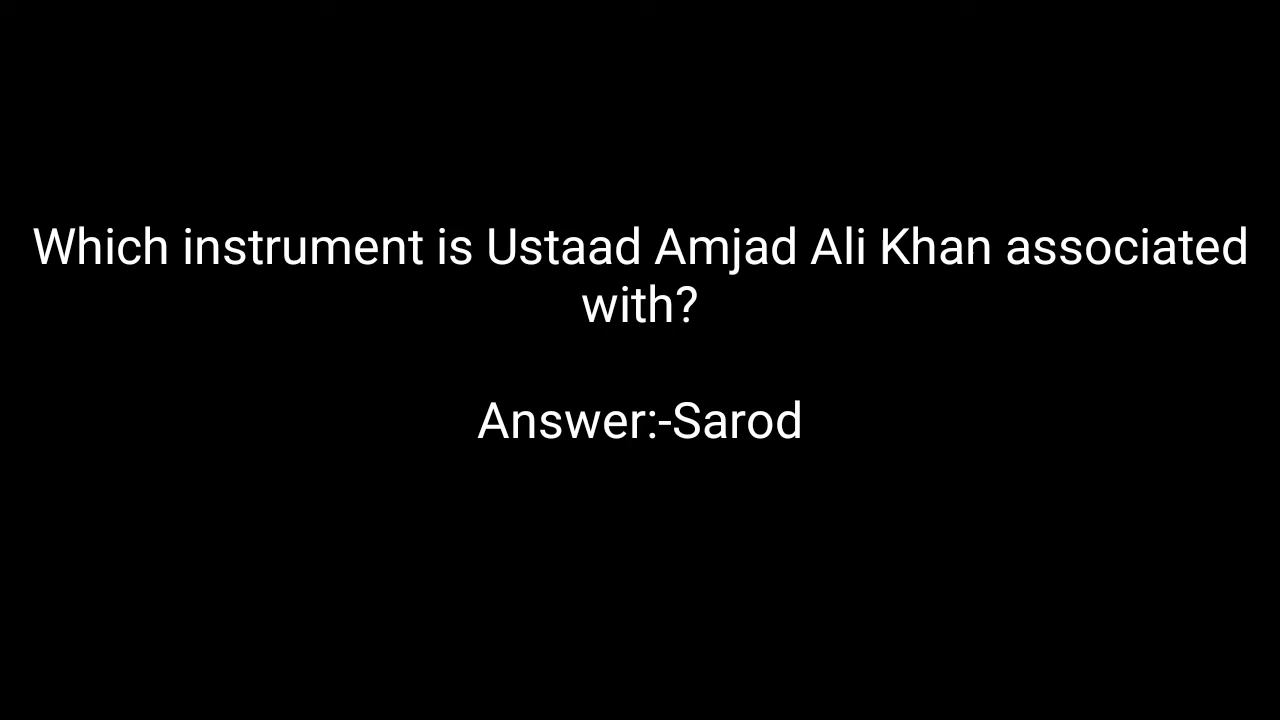 Which instrument is Ustaad Amjad Ali Khan associated
with?
Answer:-Sarod